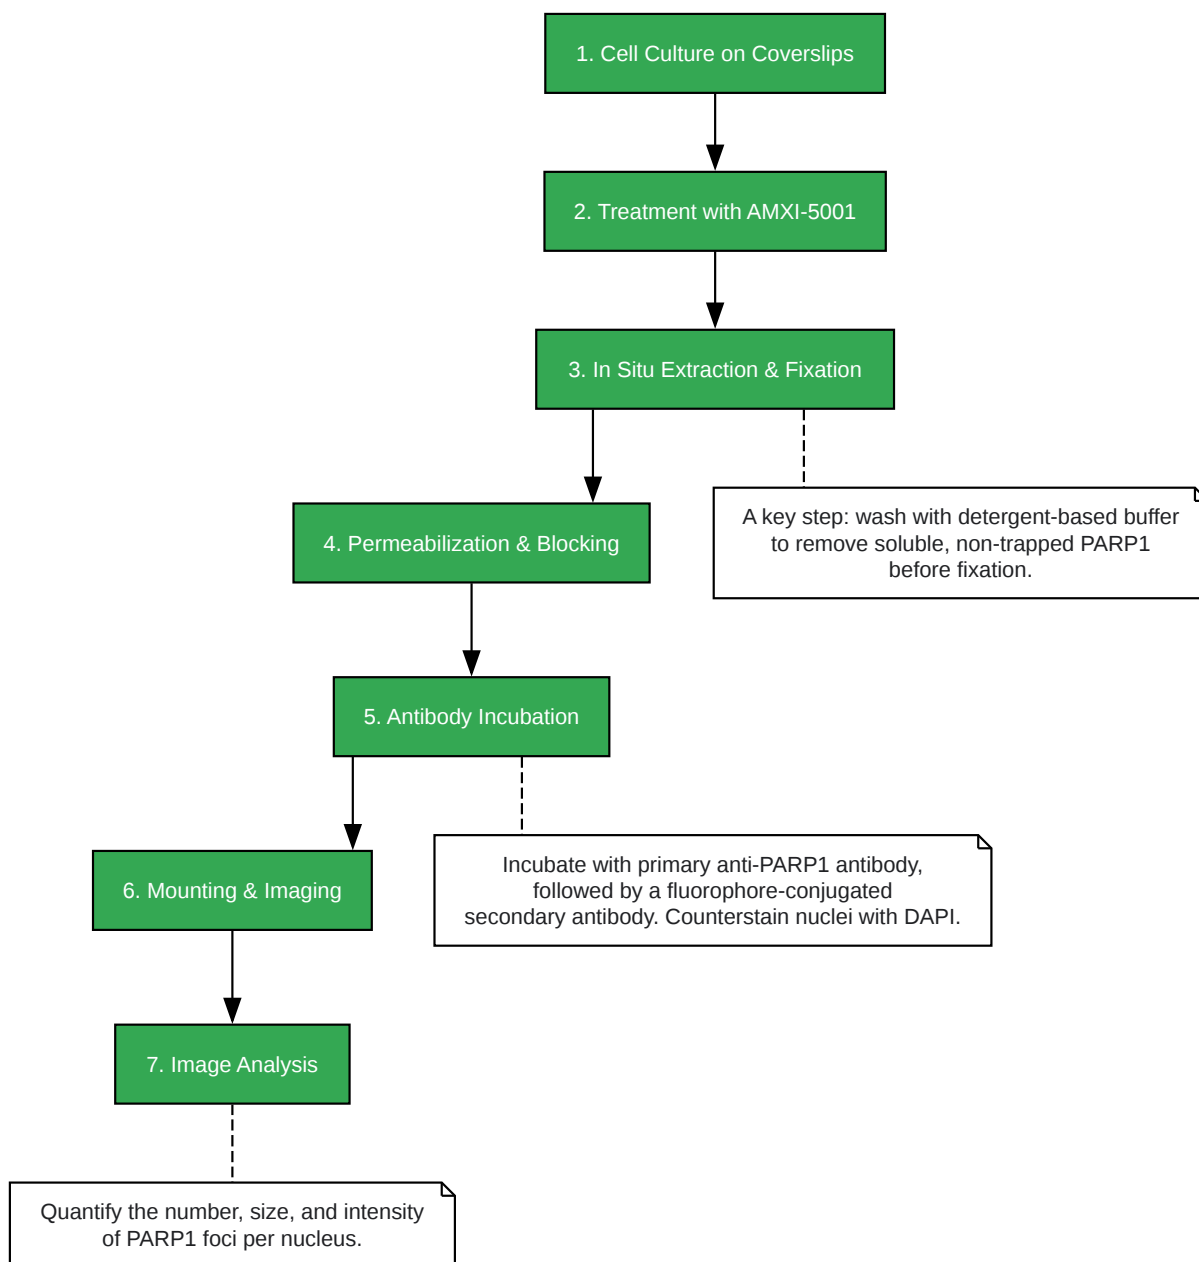 1. Cell Culture on Coverslips
2. Treatment with AMXI-5001
3. In Situ Extraction & Fixation
A key step: wash with detergent-based buffer
to remove soluble, non-trapped PARP1
before fixation.
4. Permeabilization & Blocking
5. Antibody Incubation
Incubate with primary anti-PARP1 antibody,
followed by a fluorophore-conjugated
secondary antibody. Counterstain nuclei with DAPI.
6. Mounting & Imaging
7. Image Analysis
Quantify the number, size, and intensity
of PARP1 foci per nucleus.